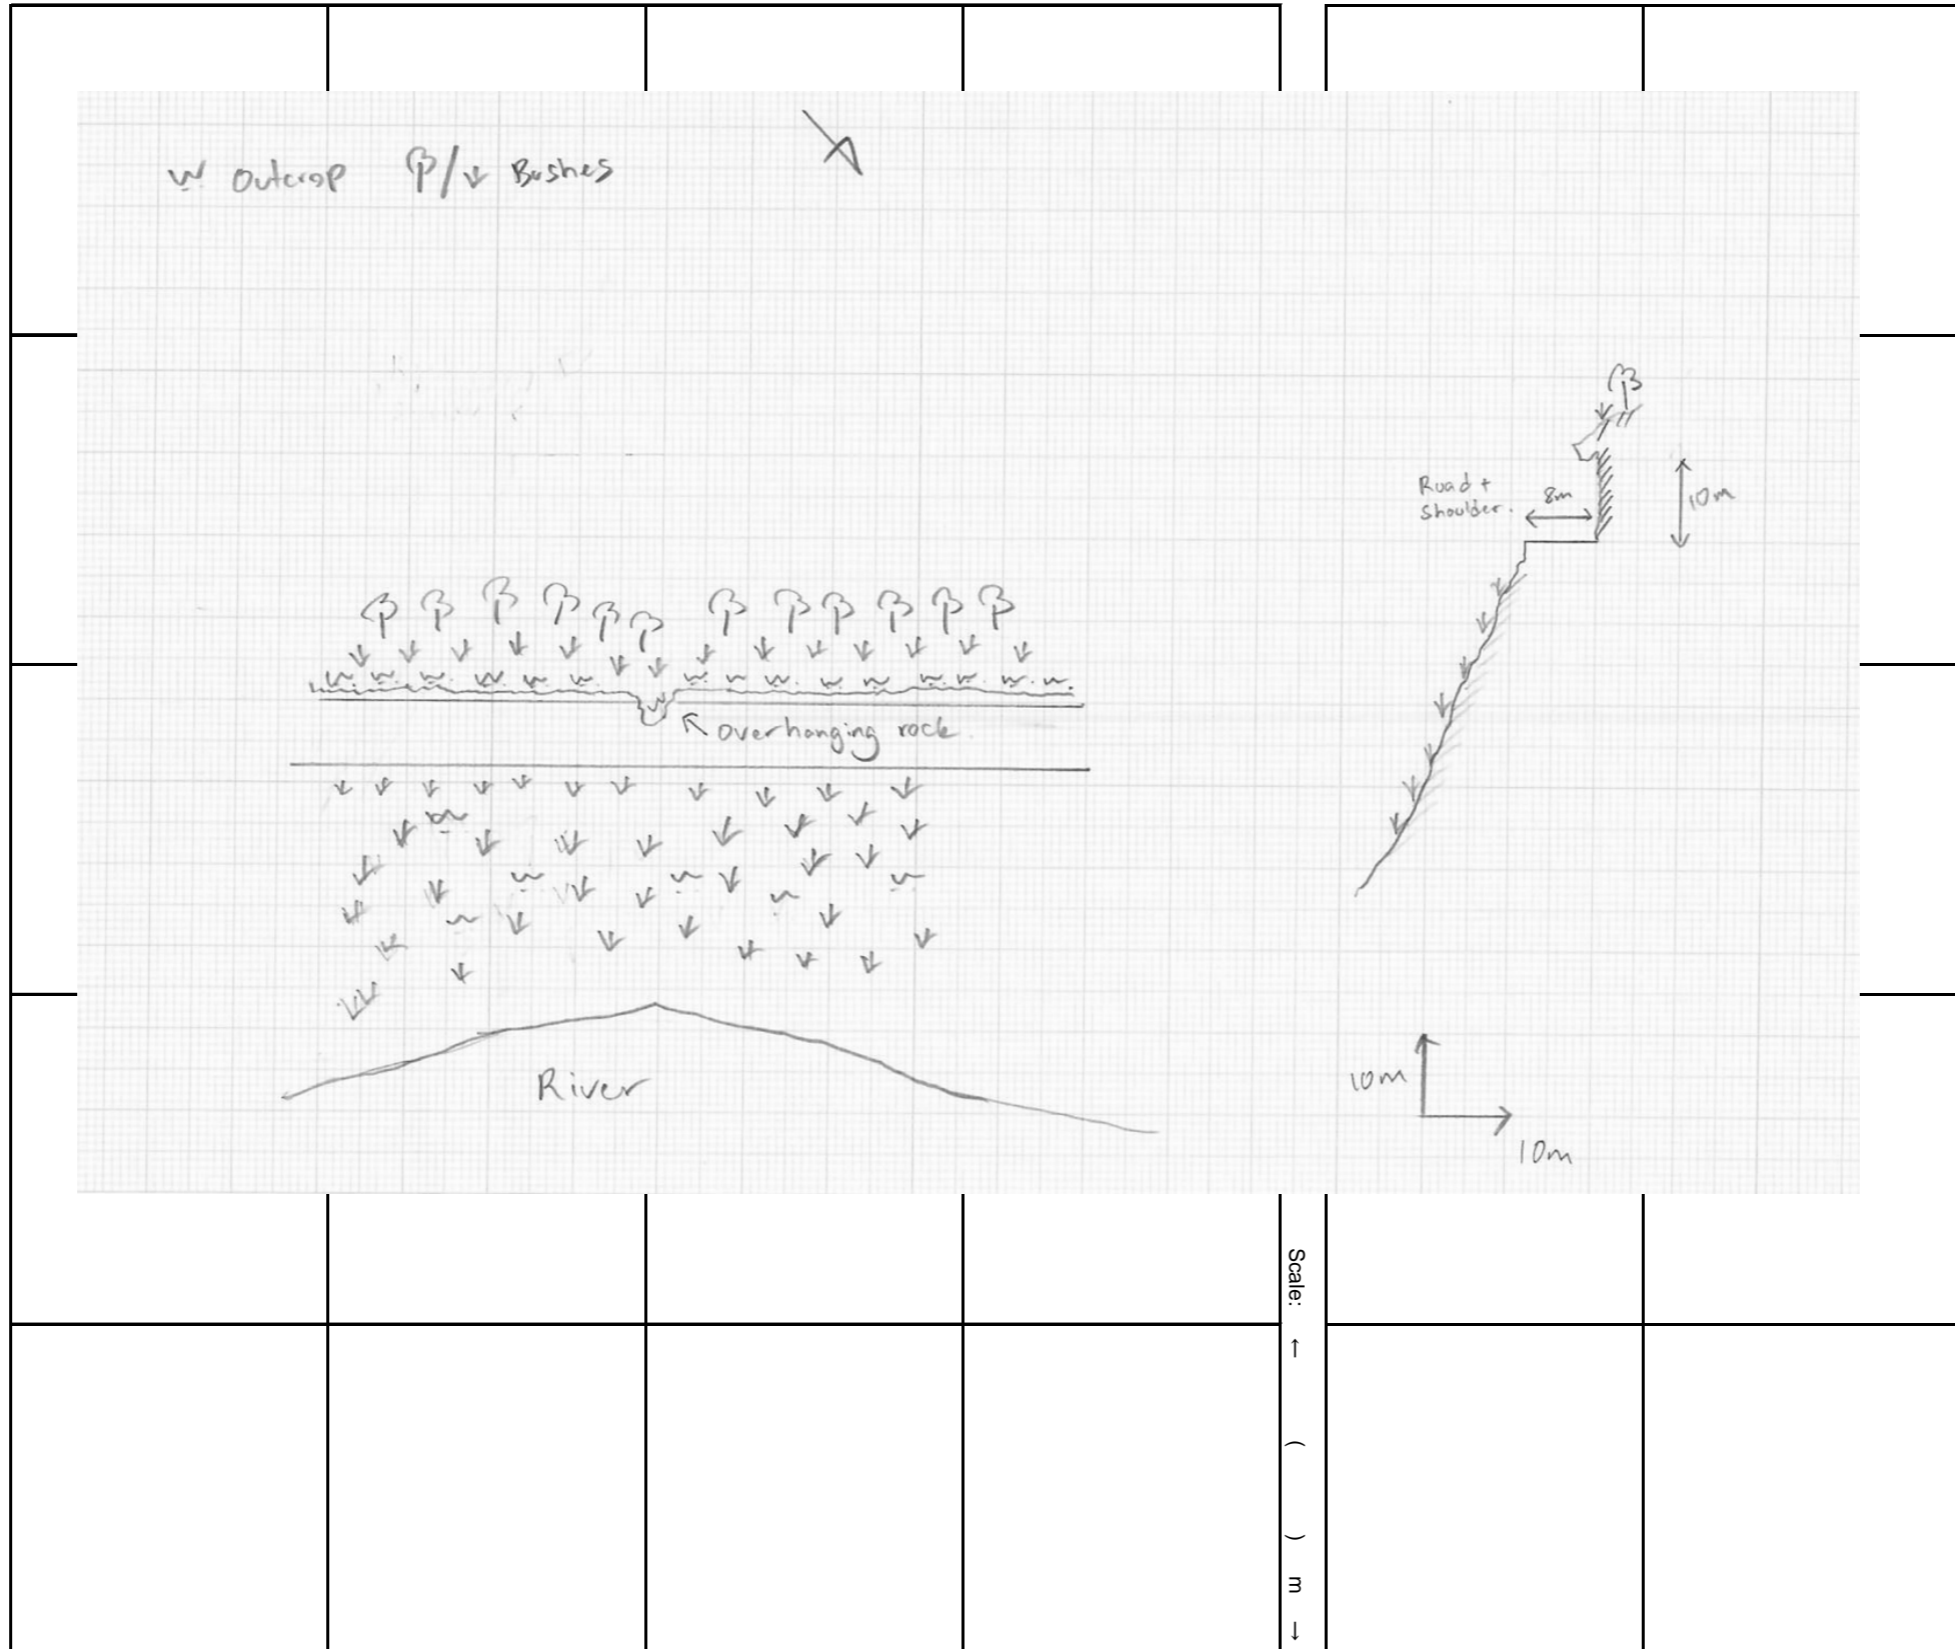 Outcrop / Bushes
Road +
Shoulder.
8m
10m
overhanging rock
River
10m
10m
Scale: ← ( ) m →